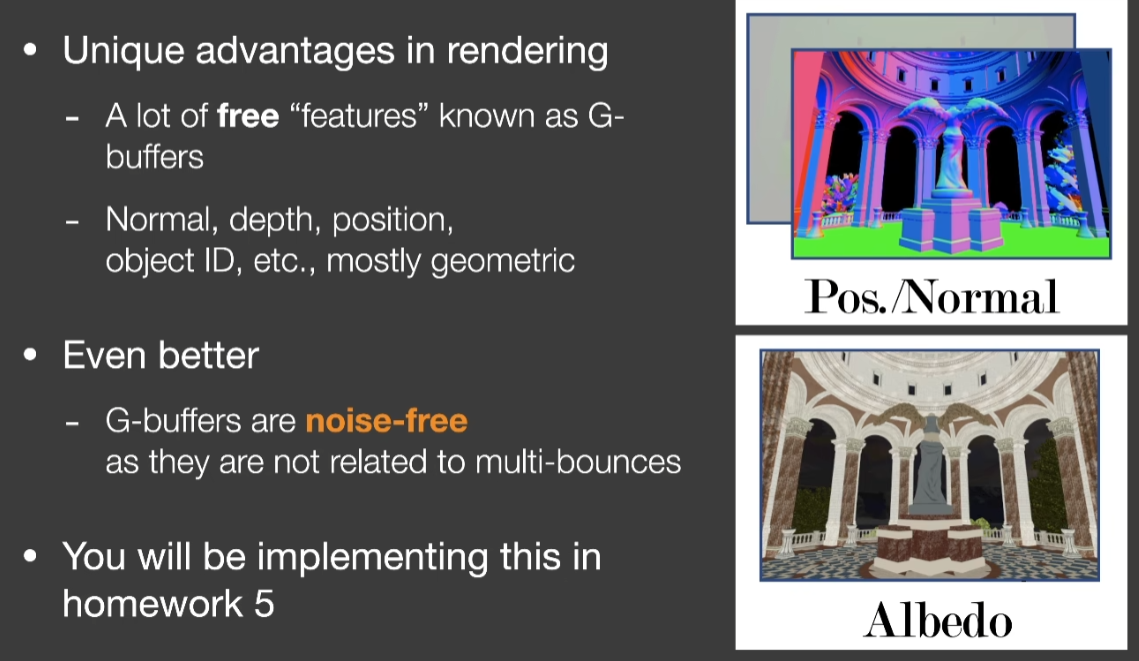 • Unique advantages in rendering
- A lot of free “features” known as G-
buffers
- Normal, depth, position,
object ID, etc., mostly geometric
• Even better
- G-buffers are noise-free
as they are not related to multi-bounces
• You will be implementing this in
homework 5
Pos./Normal
Albedo